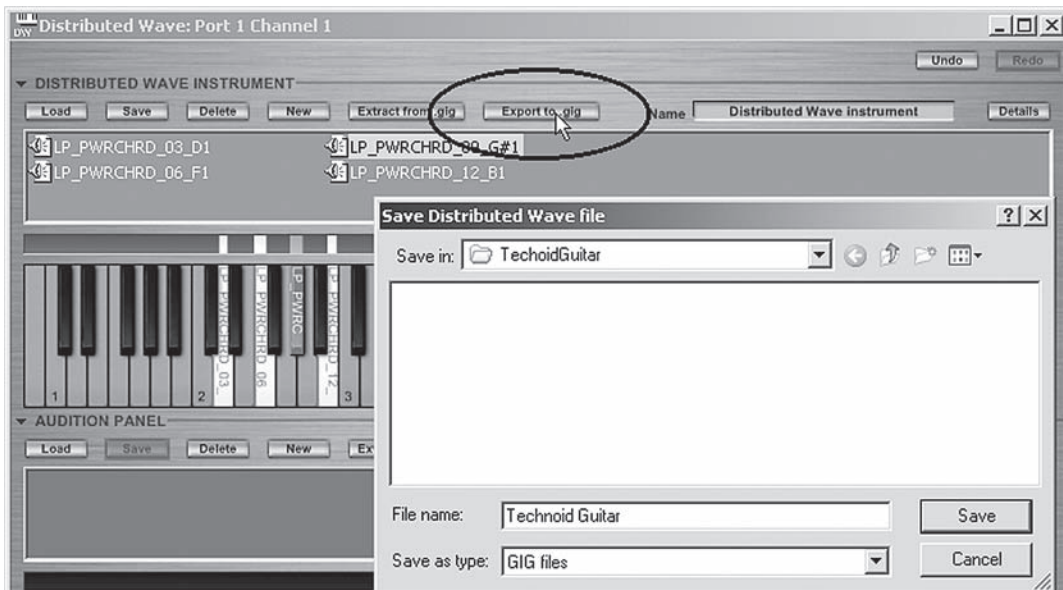 DW Distributed Wave: Port 1 Channel 1
Undo Redo
DISTRIBUTED WAVE INSTRUMENT
Load Save Delete New Extract from .gig Export to .gig Name Distributed Wave instrument Details
LP_PWRCHRD_03_D1 LP_PWRCHRD_09_G#1
LP_PWRCHRD_06_F1 LP_PWRCHRD_12_B1
Save Distributed Wave file
Save in: TechoidGuitar
LP_PWRCHRD_03_
LP_PWRCHRD_06
LP_PWRC
LP_PWRCHRD_12_
1 2 3
AUDITION PANEL
Load Save Delete New Ex
File name: Technoid Guitar Save
Save as type: GIG files Cancel